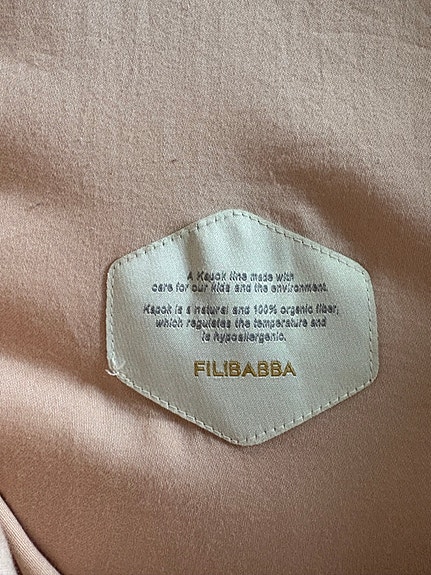 A Kapok line made with
care for our kids and the environment.
Kapok is a natural and 100% organic fiber,
which regulates the temperature and
is hypoallergenic.
FILIBABBA